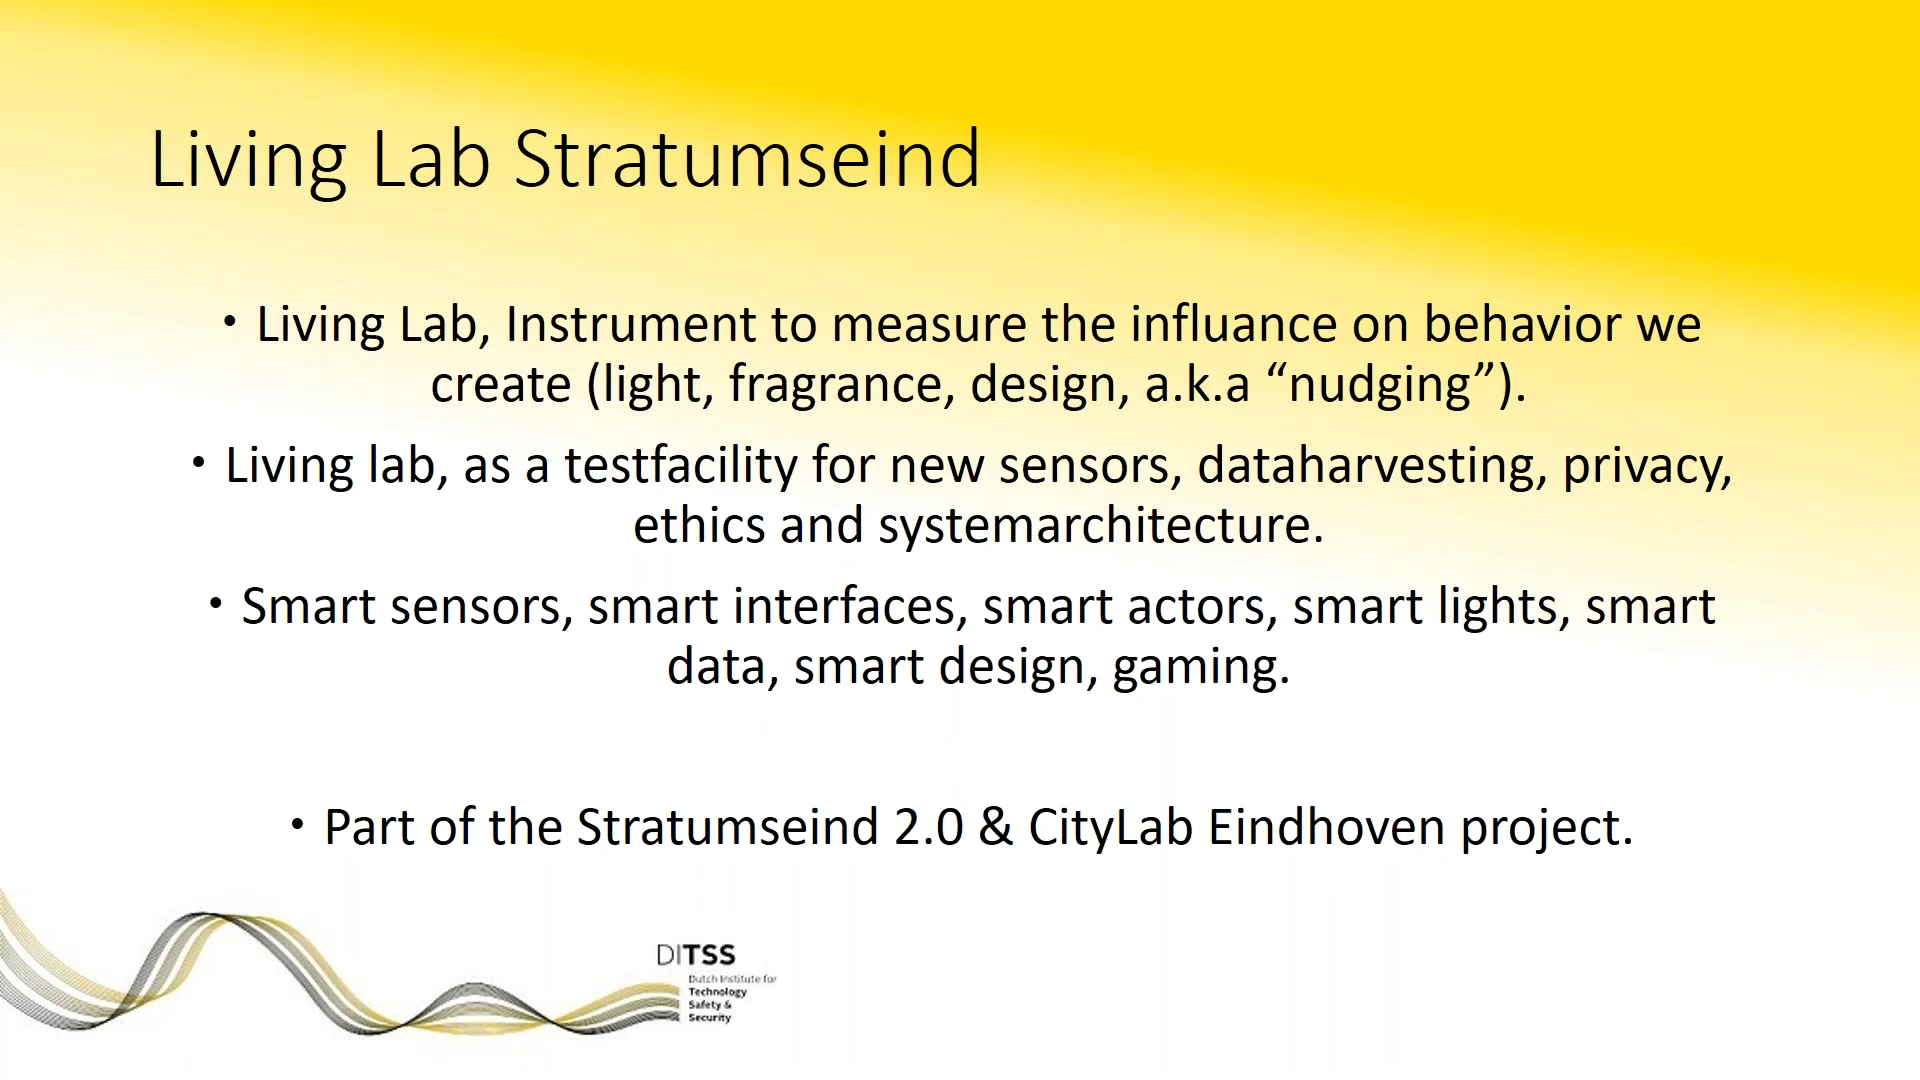 Living Lab Stratumseind
• Living Lab, Instrument to measure the influance on behavior we
create (light, fragrance, design, a.k.a “nudging”).
• Living lab, as a testfacility for new sensors, dataharvesting, privacy,
ethics and systemarchitecture.
• Smart sensors, smart interfaces, smart actors, smart lights, smart
data, smart design, gaming.
• Part of the Stratumseind 2.0 & CityLab Eindhoven project.
DITSS
Dutch Institute for
Technology
Safety &
Security